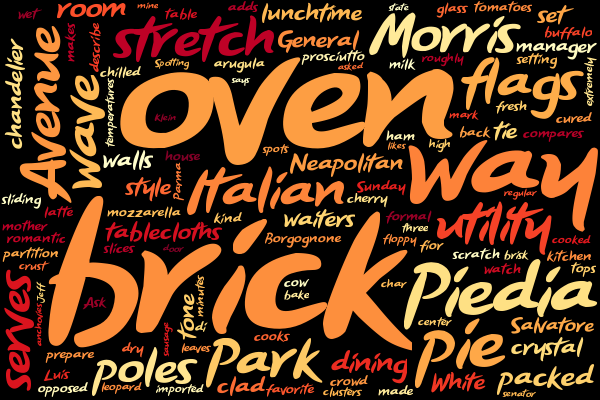 wet
room
mine
table
adds
lunchtime
state
glass tomatoes
set
buffalo
makes
describe
stretch
General
Morris
manager
chandelier
Avenue
wave
chilled
Spotting
arugula
prosciutto
asked
milk
roughly
setting
extremely
temperatures
says
oven
flags
fresh
cured
Klein
mark
back
tie
compares
ham
likes
high
walls
house
spots
Neapolitan
way
sliding
style
Parma
Italian
cherry
Sunday
regular
latte
mozzarella
kind
waiters
formal
three
utility
cooked
mother
romantic
tablecloths
Borgognone
floppy
fior
scratch
brisk
kitchen
partition
slices
door
crust
brick
cow
bake
char
watch
tops
serves
anchovies
Jeff
Ask
tone
di
minutes
Piedia
center
Salvatore
sausage
cooks
pie
crystal
prepare
dry
leaves
Park
dining
Luis
opposed
poles
leopard
imported
clad
favorite
crowd
clusters
made
White
packed
senator